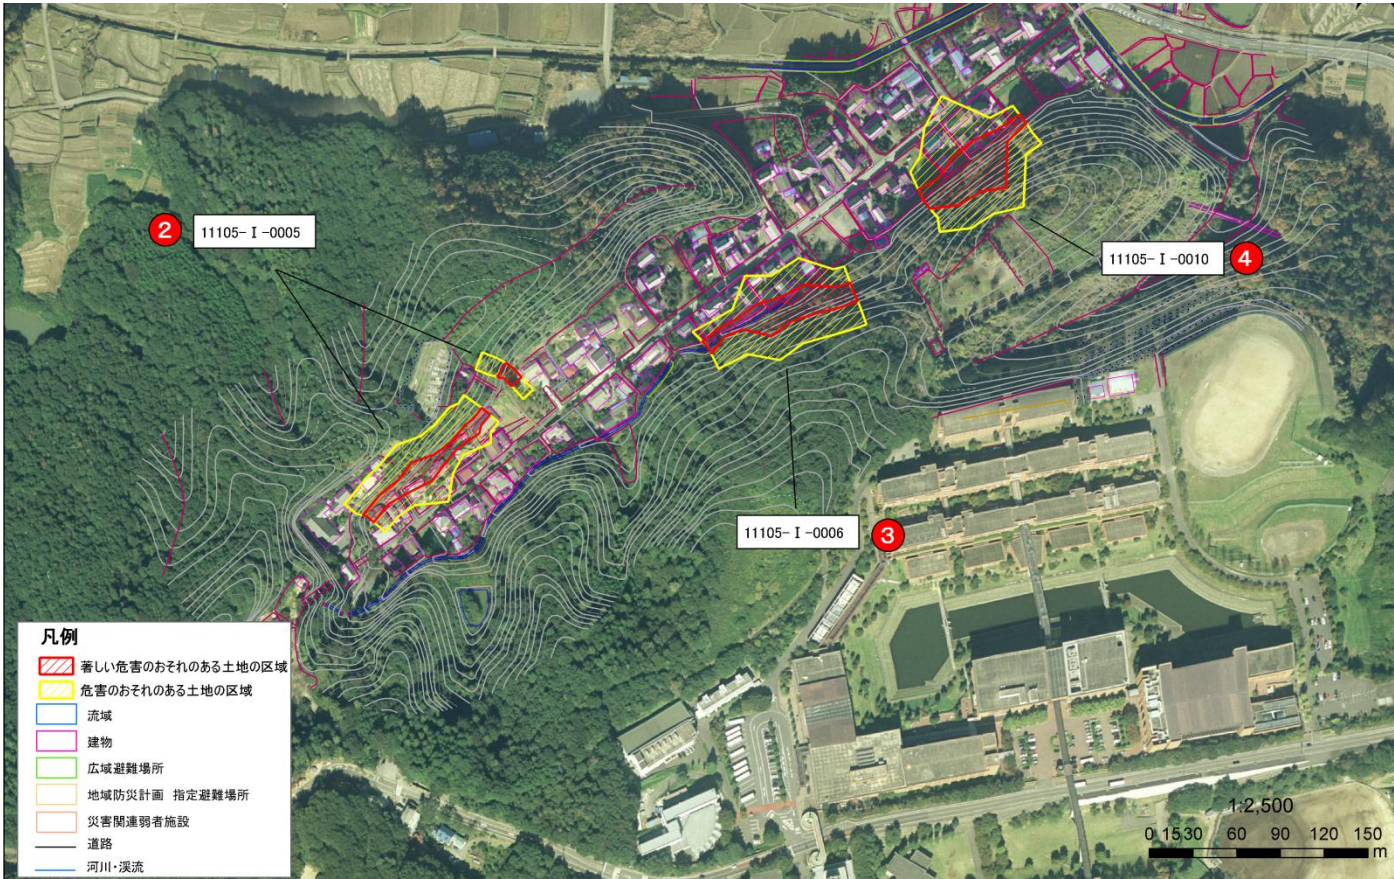 ②
11105-Ⅰ-0005
11105-Ⅰ-0010
④
11105-Ⅰ-0006
③
凡例
著しい危害のおそれのある土地の区域
危害のおそれのある土地の区域
流域
建物
広域避難場所
地域防災計画 指定避難場所
災害関連弱者施設
道路
河川・渓流
1:2,500
0 15 30 60 90 120 150
m